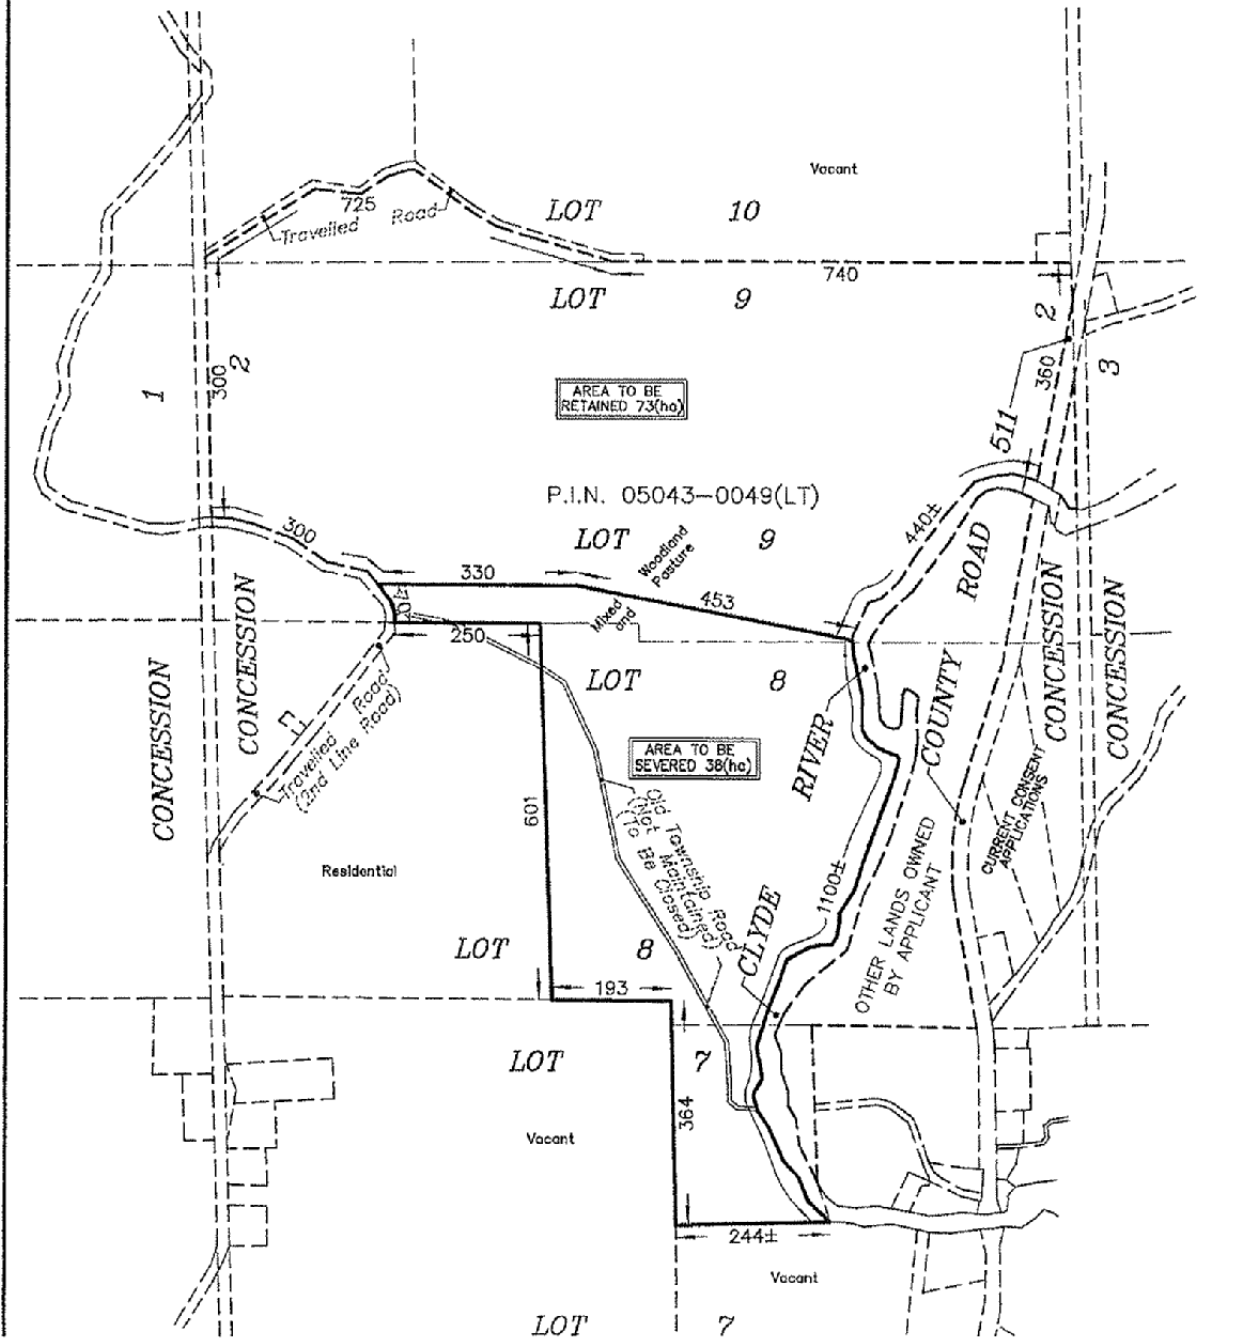 Vacant
725
Travelled Road
LOT 10
740
LOT 9
2
300
1
2
360
3
511
AREA TO BE
RETAINED 73(ha)
P.I.N. 05043-0049(LT)
300
LOT 9
440±
Woodland
Pasture
Mixed
and
330
453
ROAD
250
CONCESSION
CONCESSION
CONCESSION
CONCESSION
LOT 8
RIVER
COUNTY
Travelled Road
(2nd Line Road)
AREA TO BE
SEVERED 38(ha)
601
Old Township Road
(Not Maintained)
(To Be Closed)
CURRENT CONSENT
APPLICATIONS
OTHER LANDS OWNED
BY APPLICANT
1100±
Residential
CLYDE
LOT 8
193
LOT 7
364
Vacant
244±
Vacant
LOT 7